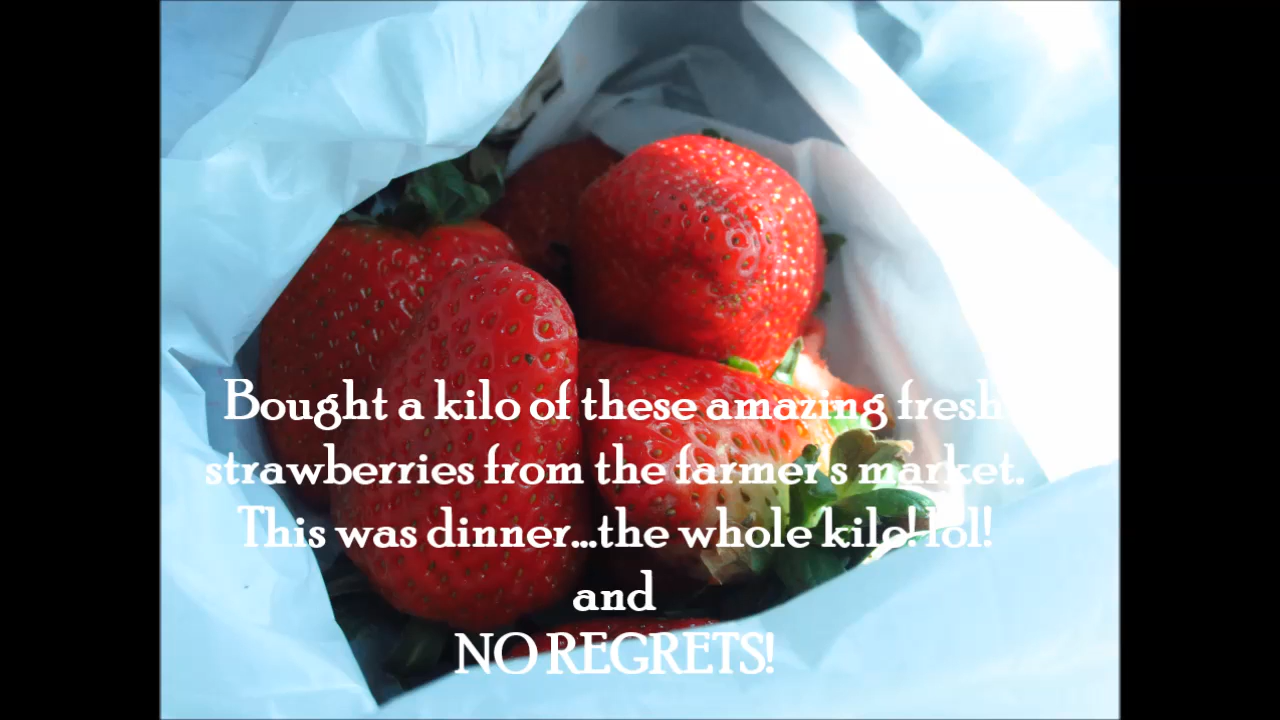 Bought a kilo of these amazing fresh
strawberries from the farmer's market.
This was dinner...the whole kilo! lol!
and
NO REGRETS!